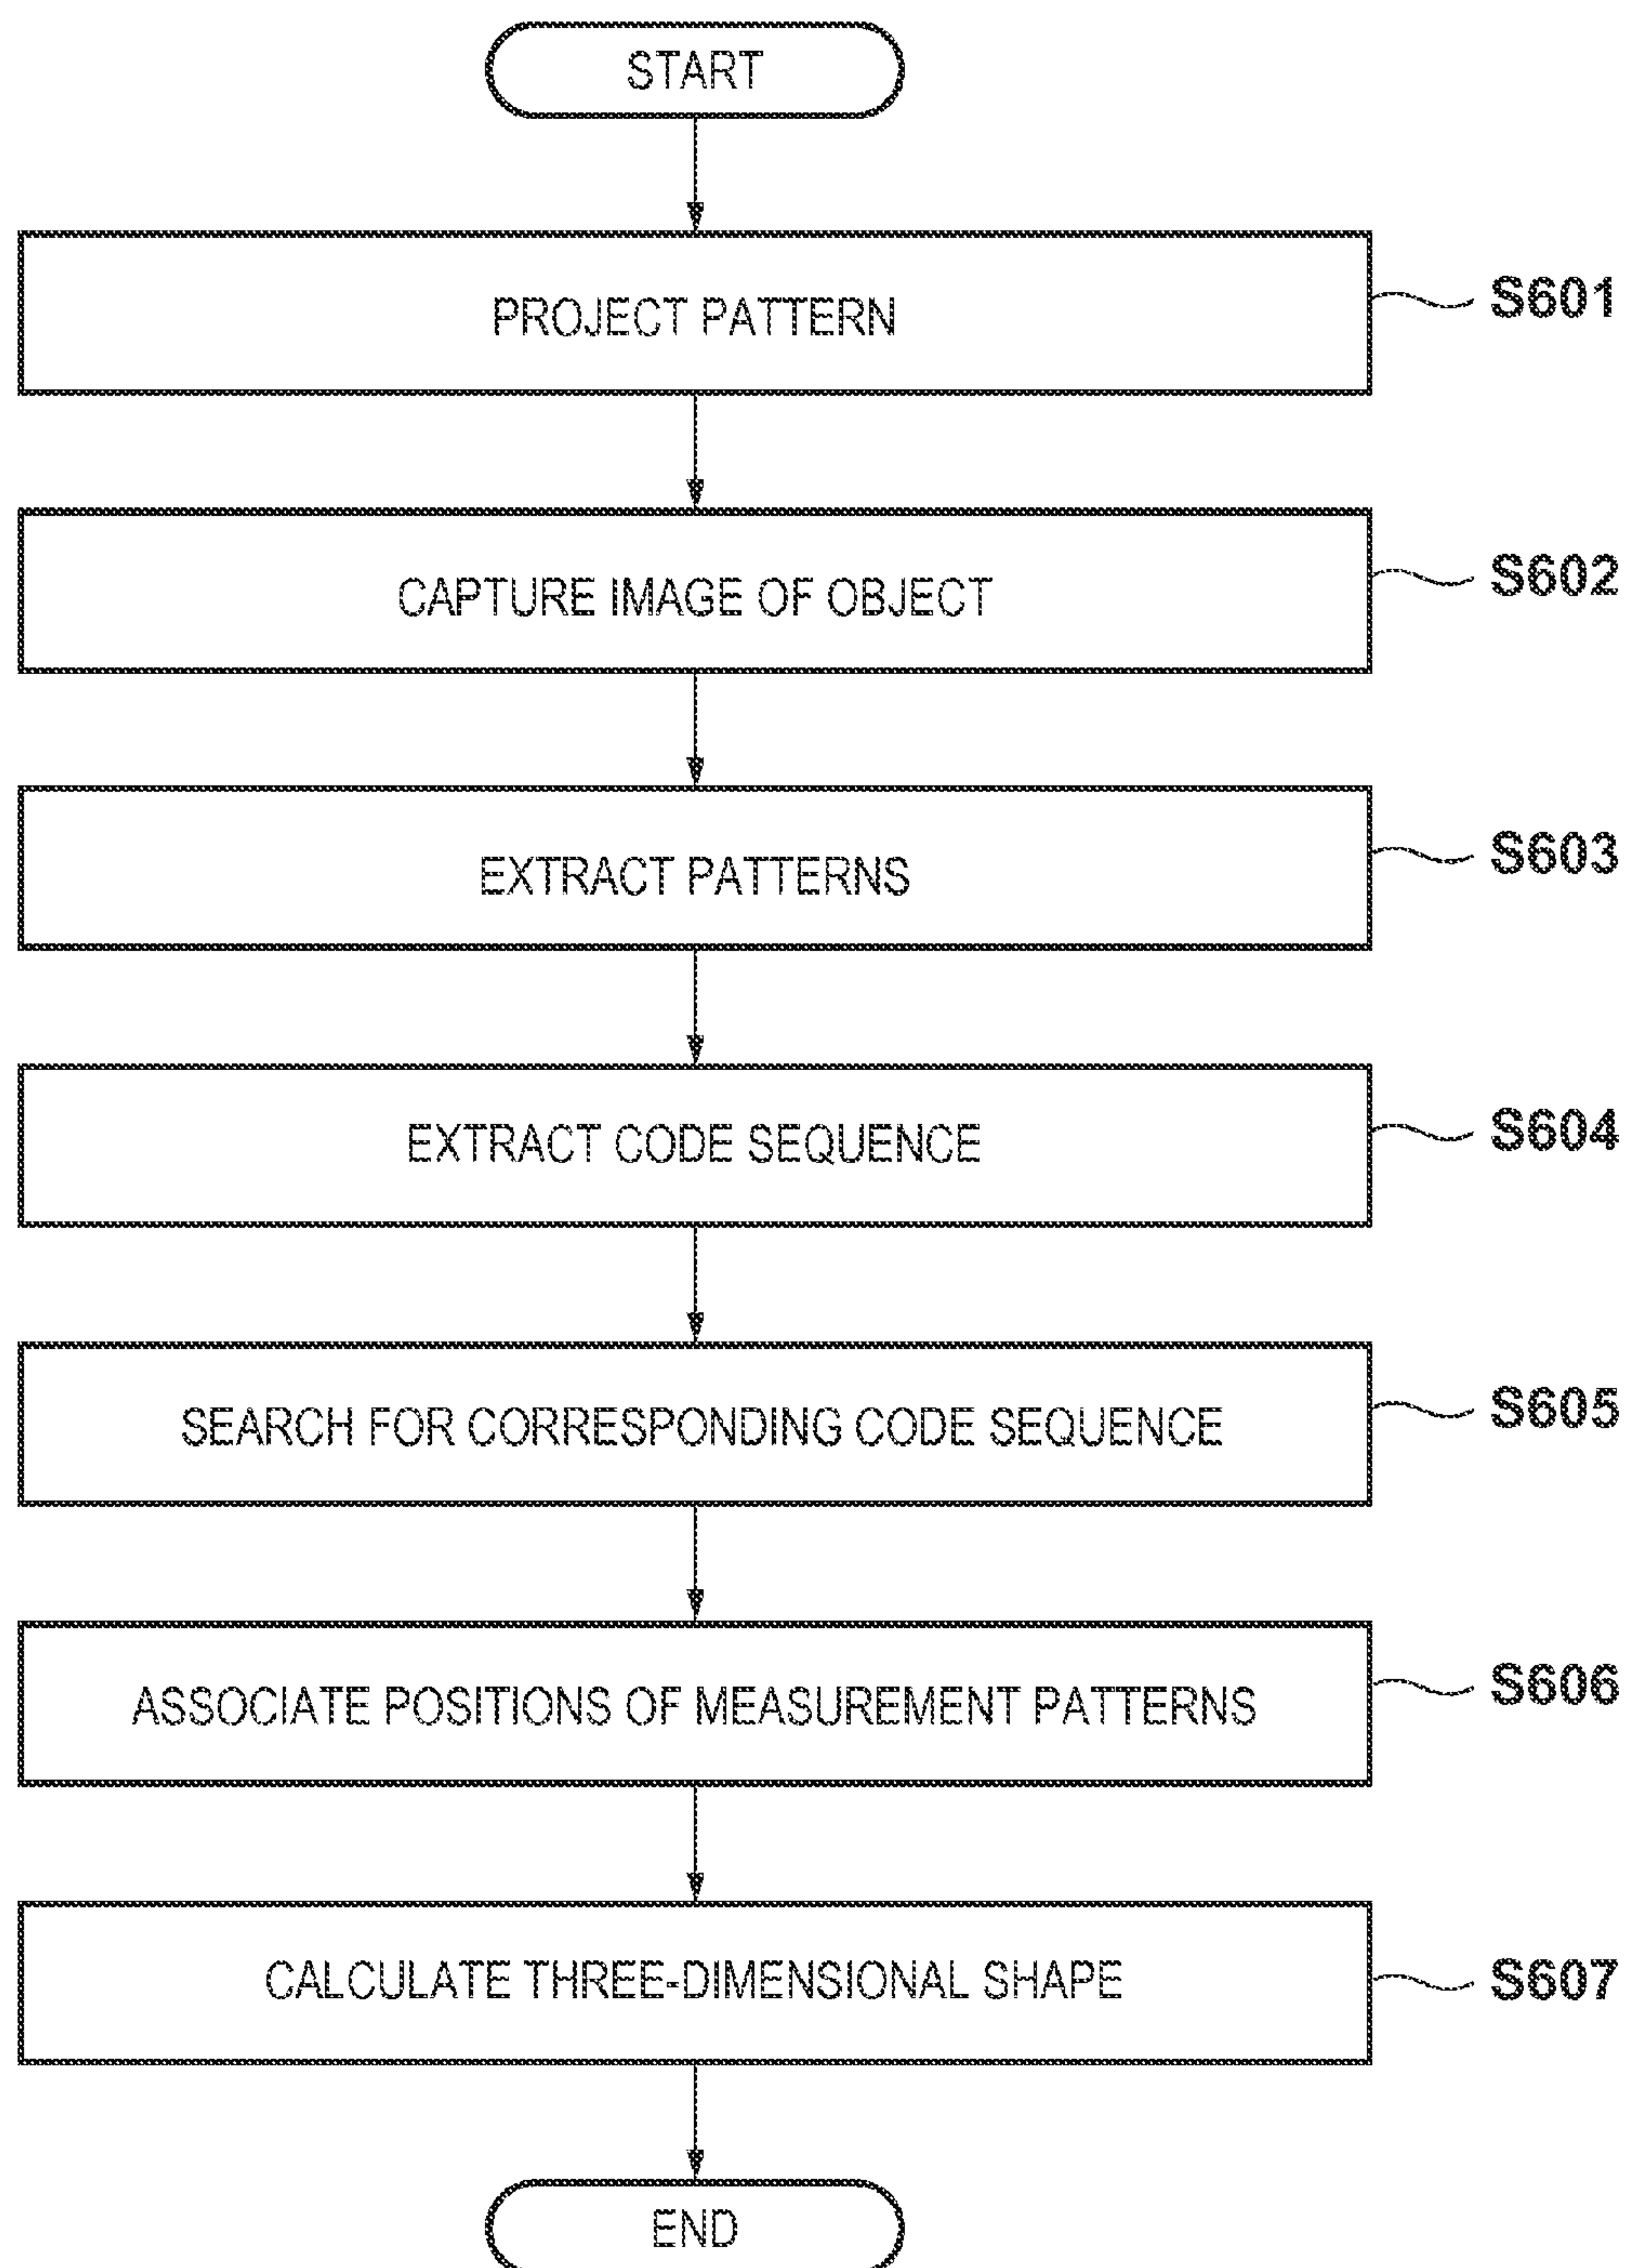 START
PROJECT PATTERN
S601
CAPTURE IMAGE OF OBJECT
S602
EXTRACT PATTERNS
S603
EXTRACT CODE SEQUENCE
S604
SEARCH FOR CORRESPONDING CODE SEQUENCE
S605
ASSOCIATE POSITIONS OF MEASUREMENT PATTERNS
S606
CALCULATE THREE-DIMENSIONAL SHAPE
S607
END